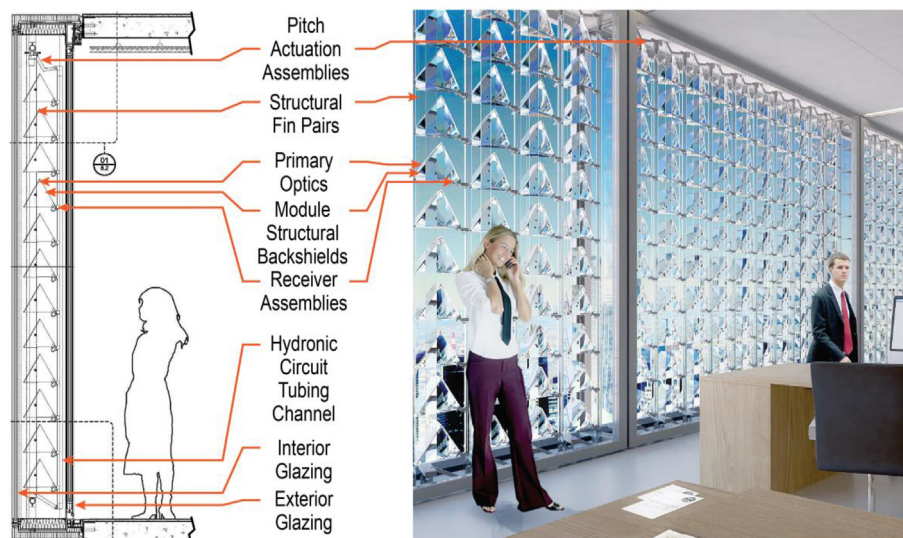 Pitch
Actuation
Assemblies
Structural
Fin Pairs
01
8.2
Primary
Optics
Module
Structural
Backshields
Receiver
Assemblies
Hydronic
Circuit
Tubing
Channel
Interior
Glazing
Exterior
Glazing